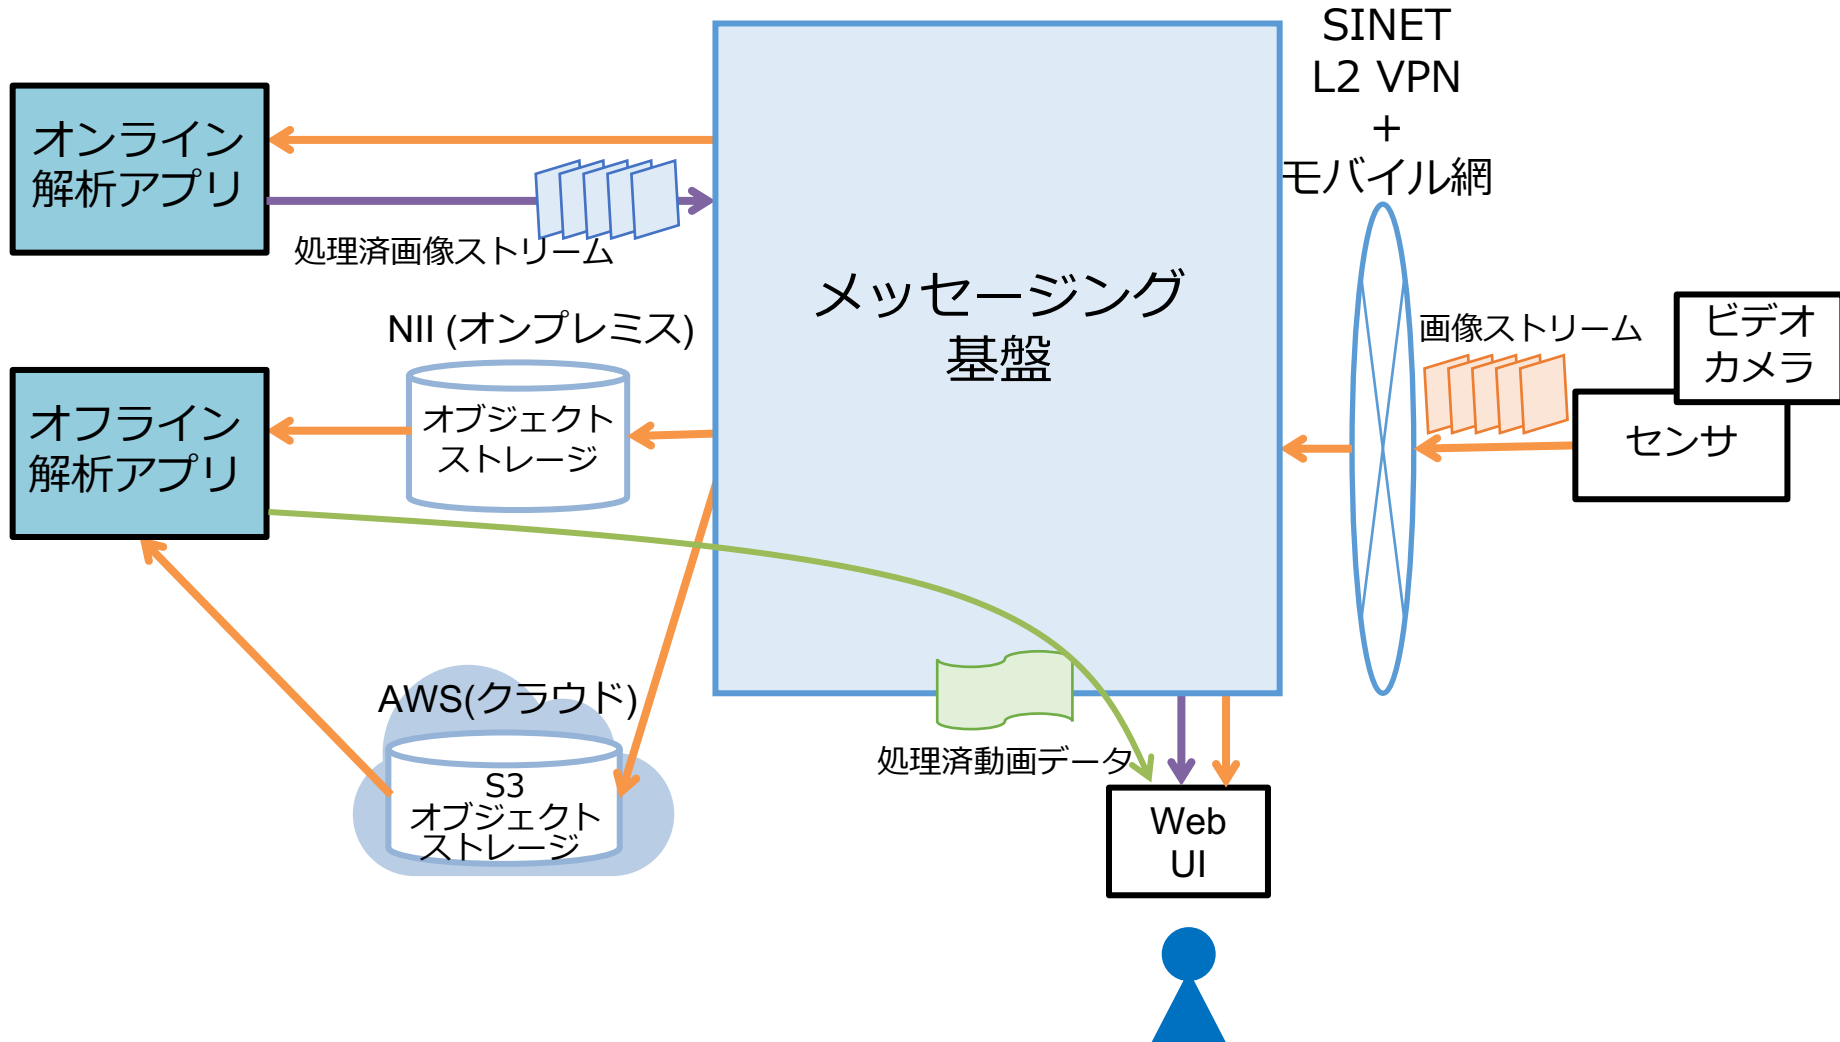 SINET
L2 VPN
+
モバイル網
オンライン
解析アプリ
処理済画像ストリーム
メッセージング
基盤
画像ストリーム
ビデオ
カメラ
センサ
NII (オンプレミス)
オブジェクト
ストレージ
オフライン
解析アプリ
AWS(クラウド)
S3
オブジェクト
ストレージ
処理済動画データ
Web
UI